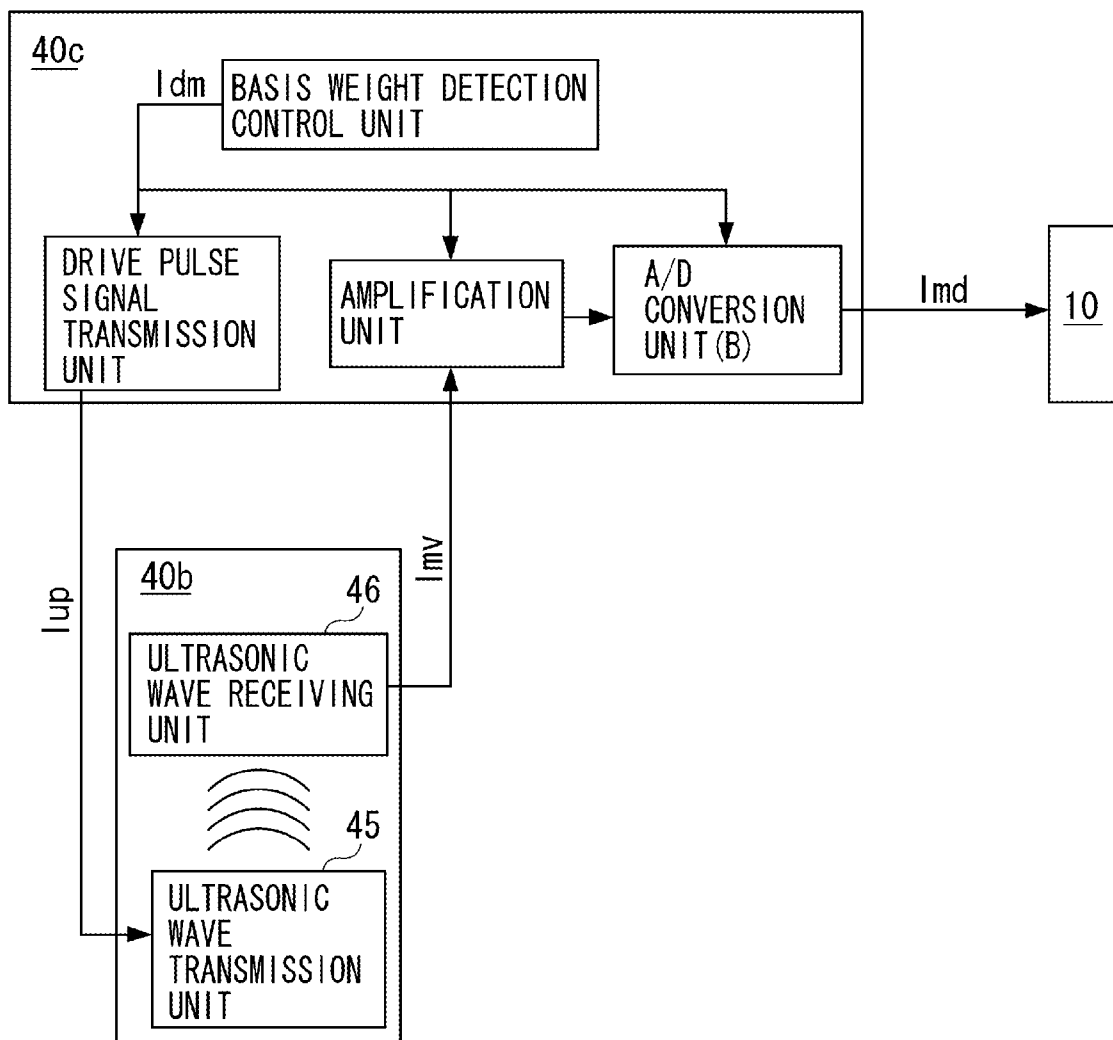 40c
Idm
BASIS WEIGHT DETECTION
CONTROL UNIT
DRIVE PULSE
SIGNAL
TRANSMISSION
UNIT
AMPLIFICATION
UNIT
A/D
CONVERSION
UNIT(B)
Imd
10
Iup
Imv
40b
46
ULTRASONIC
WAVE RECEIVING
UNIT
45
ULTRASONIC
WAVE
TRANSMISSION
UNIT